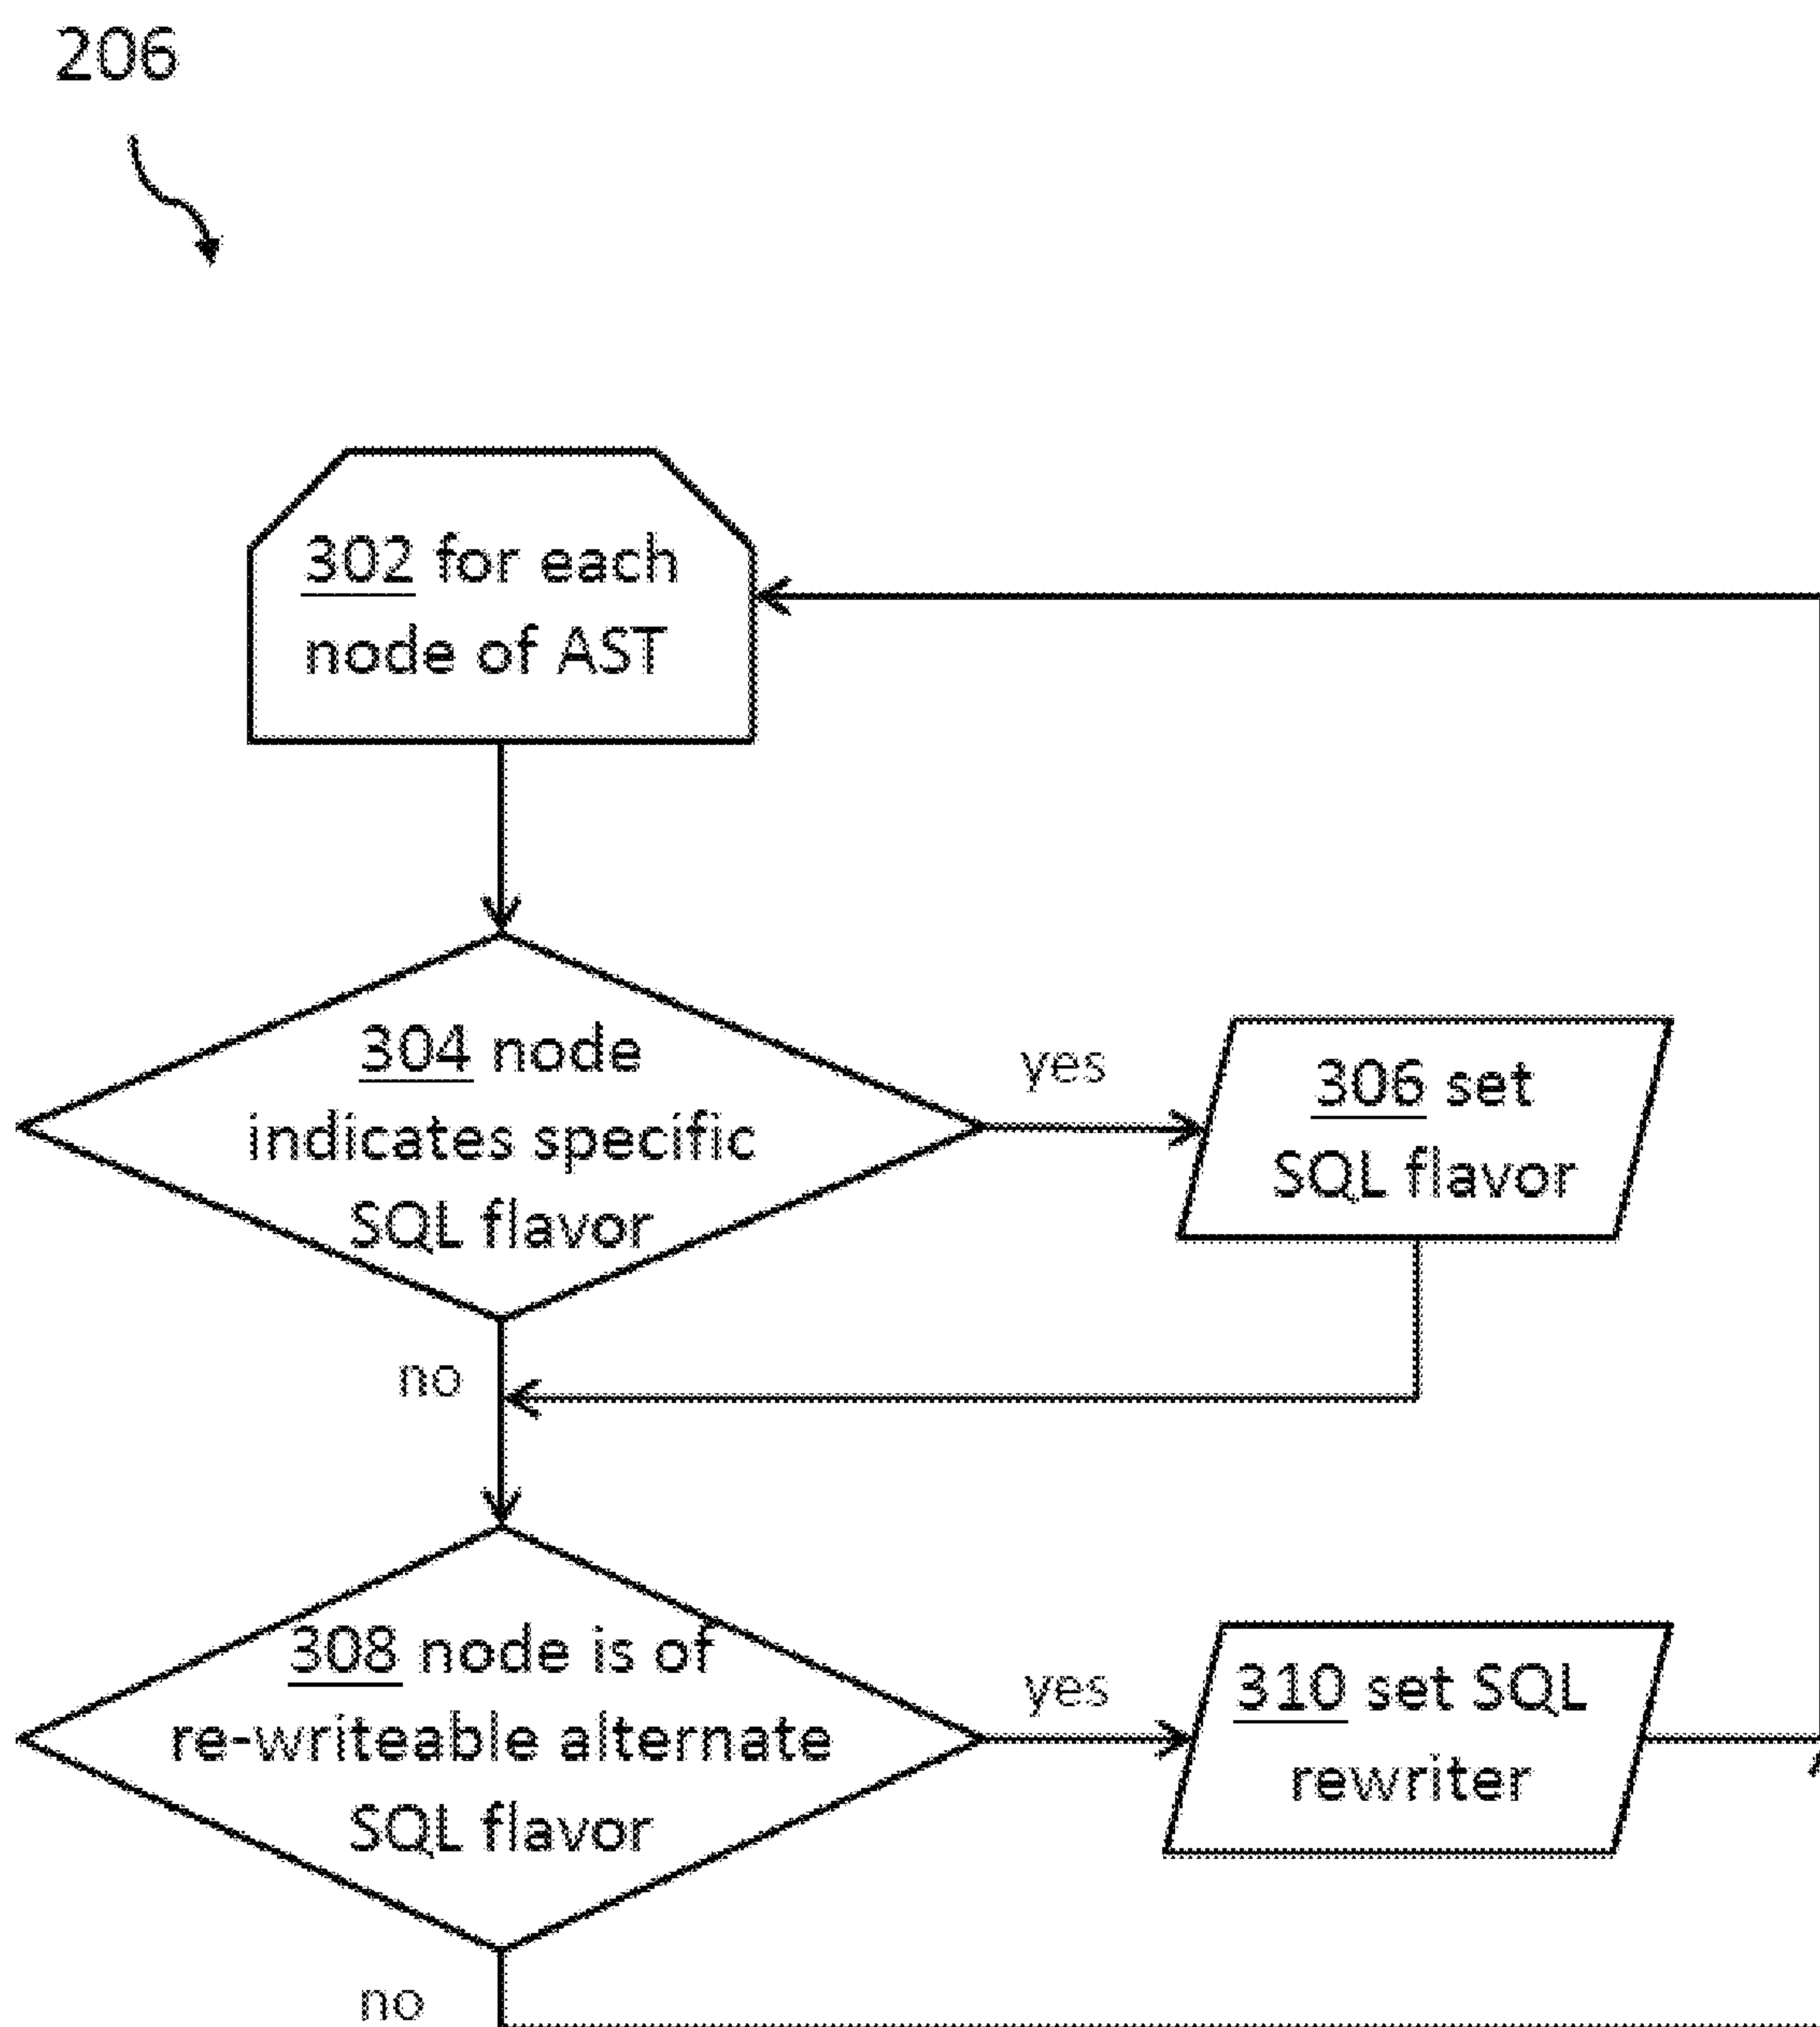 206
302 for each
node of AST
304 node
indicates specific
SQL flavor
yes
306 set
SQL flavor
no
308 node is of
re-writeable alternate
SQL flavor
yes
310 set SQL
rewriter
no